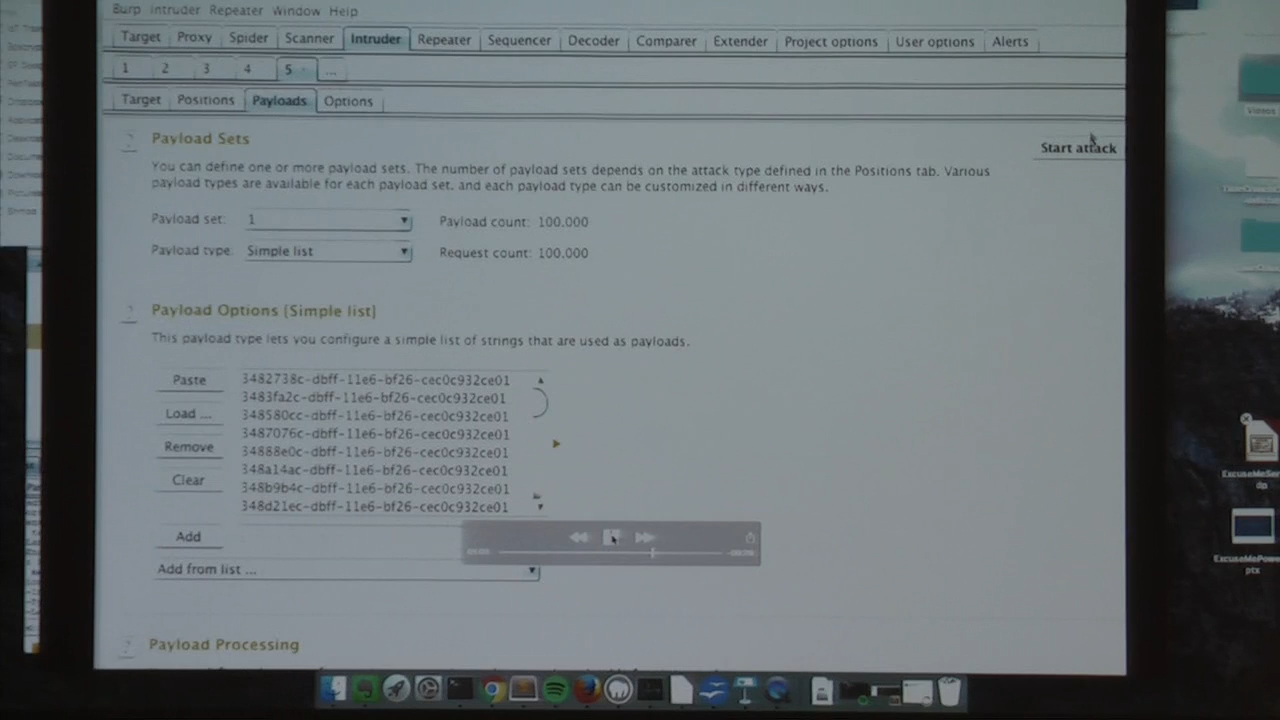 Burp Intruder Repeater Window Help
Target Proxy Spider Scanner Intruder Repeater Sequencer Decoder Comparer Extender Project options User options Alerts
1 2 3 4 5 ...
Target Positions Payloads Options
? Payload Sets
Start attack
You can define one or more payload sets. The number of payload sets depends on the attack type defined in the Positions tab. Various
payload types are available for each payload set, and each payload type can be customized in different ways.
Payload set: 1 Payload count: 100.000
Payload type: Simple list Request count: 100.000
? Payload Options [Simple list]
This payload type lets you configure a simple list of strings that are used as payloads.
Paste
Load ...
Remove
Clear
3482738c-dbff-11e6-bf26-cec0c932ce01
3483fa2c-dbff-11e6-bf26-cec0c932ce01
348580cc-dbff-11e6-bf26-cec0c932ce01
3487076c-dbff-11e6-bf26-cec0c932ce01
34888e0c-dbff-11e6-bf26-cec0c932ce01
348a14ac-dbff-11e6-bf26-cec0c932ce01
348b9b4c-dbff-11e6-bf26-cec0c932ce01
348d21ec-dbff-11e6-bf26-cec0c932ce01
Add
Add from list ...
? Payload Processing
Videos
ExcuseMeSer
dp
ExcuseMePowe
ptx